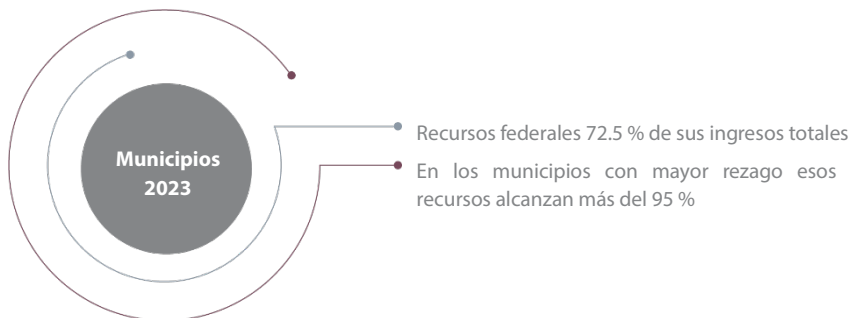 Municipios
2023
Recursos federales 72.5 % de sus ingresos totales
En los municipios con mayor rezago esos
recursos alcanzan más del 95 %